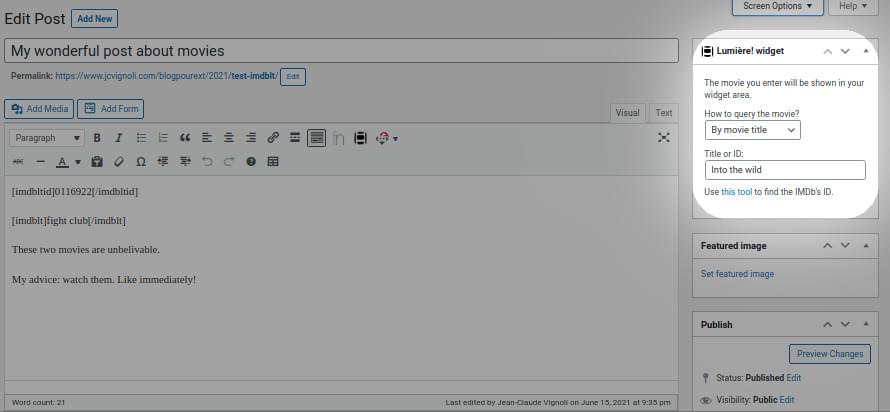 Edit Post Add New
Screen Options Help
My wonderful post about movies
Permalink: https://www.jcvignoli.com/blogpourext/2021/test-imdblt/ Edit
Add Media Add Form
Visual Text
Paragraph
ABC
[imdbltid]0116922[/imdbltid]
[imdblt]fight club[/imdblt]
These two movies are unbelivable.
My advice: watch them. Like immediately!
Word count: 21
Last edited by Jean-Claude Vignoli on June 15, 2021 at 9:35 pm
Lumière! widget
The movie you enter will be shown in your
widget area.
How to query the movie?
By movie title
Title or ID:
Into the wild
Use this tool to find the IMDb's ID.
Featured image
Set featured image
Publish
Preview Changes
Status: Published Edit
Visibility: Public Edit